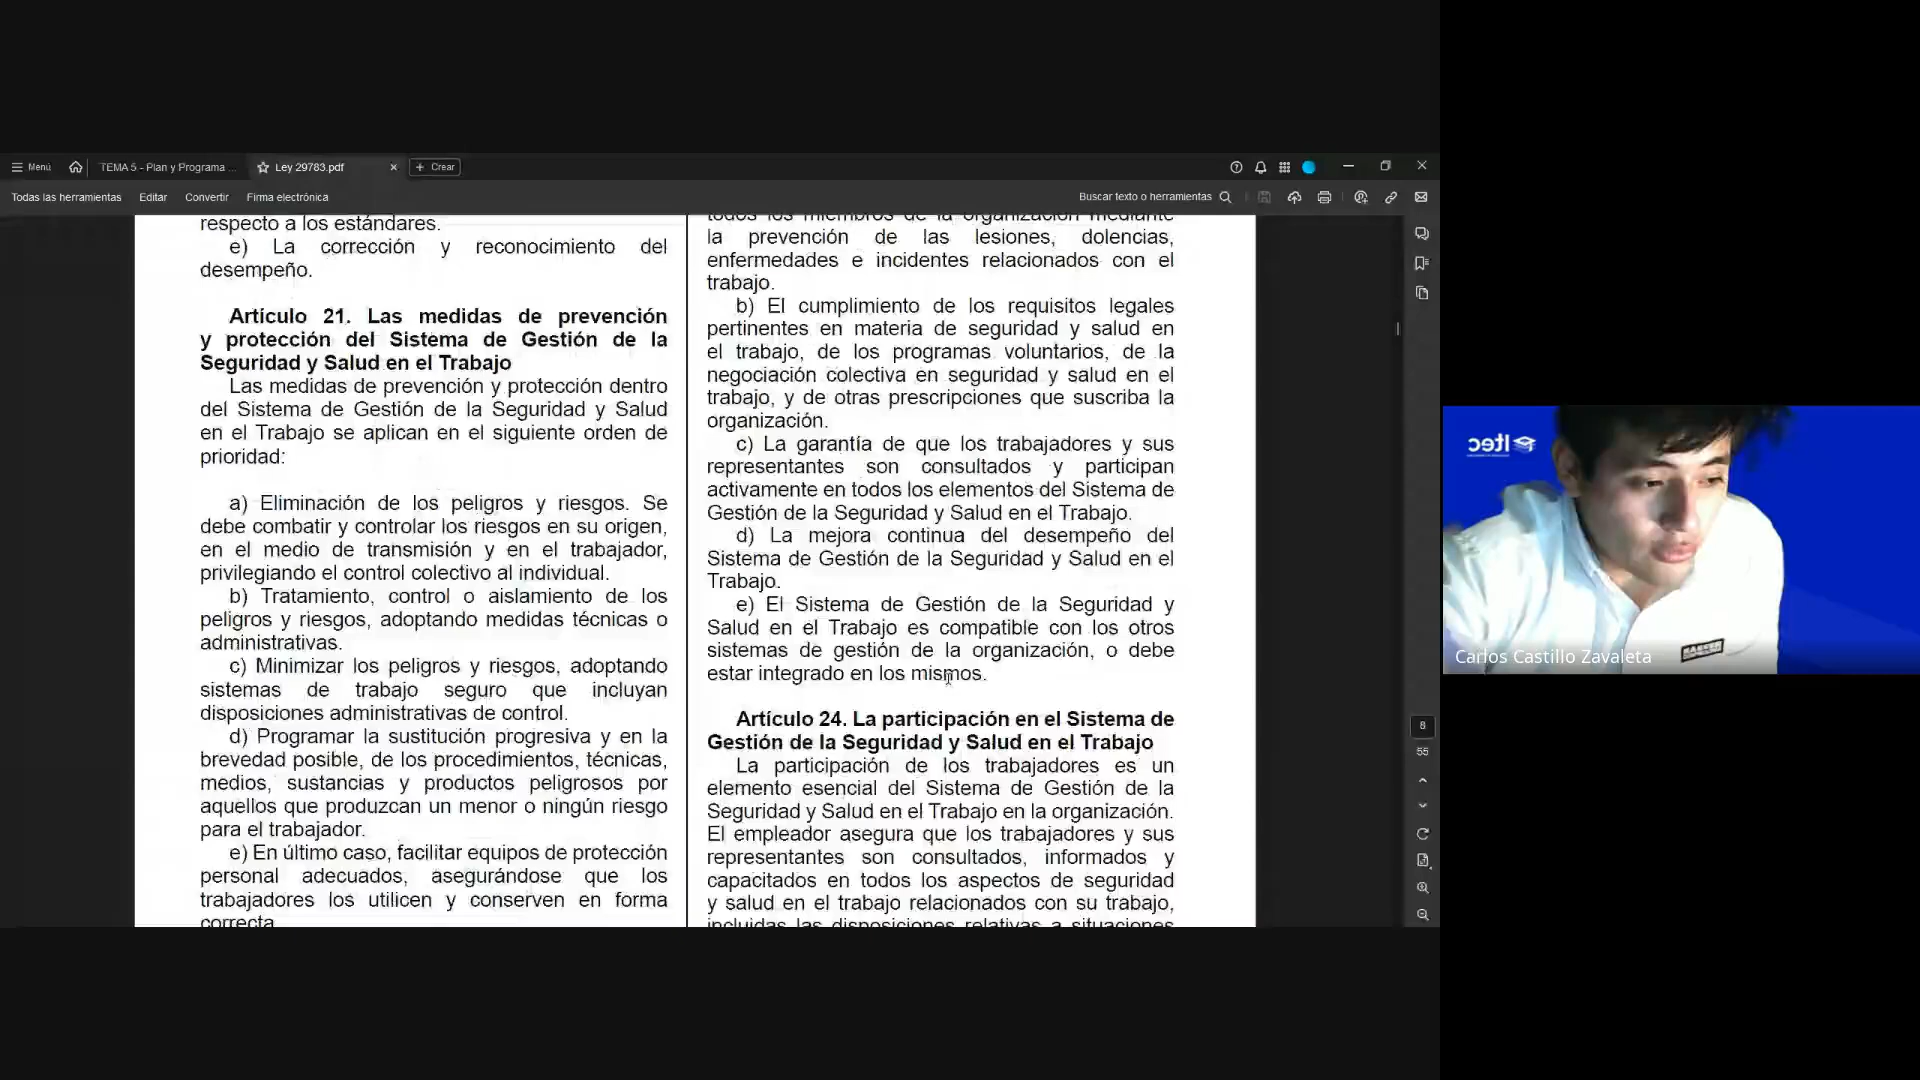 Menú
TEMA 5 - Plan y Programa ...
Ley 29783.pdf
Crear
Todas las herramientas
Editar
Convertir
Firma electrónica
Buscar texto o herramientas
respecto a los estándares.
e) La corrección y reconocimiento del
desempeño.
Artículo 21. Las medidas de prevención
y protección del Sistema de Gestión de la
Seguridad y Salud en el Trabajo
Las medidas de prevención y protección dentro
del Sistema de Gestión de la Seguridad y Salud
en el Trabajo se aplican en el siguiente orden de
prioridad:
a) Eliminación de los peligros y riesgos. Se
debe combatir y controlar los riesgos en su origen,
en el medio de transmisión y en el trabajador,
privilegiando el control colectivo al individual.
b) Tratamiento, control o aislamiento de los
peligros y riesgos, adoptando medidas técnicas o
administrativas.
c) Minimizar los peligros y riesgos, adoptando
sistemas de trabajo seguro que incluyan
disposiciones administrativas de control.
d) Programar la sustitución progresiva y en la
brevedad posible, de los procedimientos, técnicas,
medios, sustancias y productos peligrosos por
aquellos que produzcan un menor o ningún riesgo
para el trabajador.
e) En último caso, facilitar equipos de protección
personal adecuados, asegurándose que los
trabajadores los utilicen y conserven en forma
correcta
todos los miembros de la organización mediante
la prevención de las lesiones, dolencias,
enfermedades e incidentes relacionados con el
trabajo.
b) El cumplimiento de los requisitos legales
pertinentes en materia de seguridad y salud en
el trabajo, de los programas voluntarios, de la
negociación colectiva en seguridad y salud en el
trabajo, y de otras prescripciones que suscriba la
organización.
c) La garantía de que los trabajadores y sus
representantes son consultados y participan
activamente en todos los elementos del Sistema de
Gestión de la Seguridad y Salud en el Trabajo.
d) La mejora continua del desempeño del
Sistema de Gestión de la Seguridad y Salud en el
Trabajo.
e) El Sistema de Gestión de la Seguridad y
Salud en el Trabajo es compatible con los otros
sistemas de gestión de la organización, o debe
estar integrado en los mismos.
Artículo 24. La participación en el Sistema de
Gestión de la Seguridad y Salud en el Trabajo
La participación de los trabajadores es un
elemento esencial del Sistema de Gestión de la
Seguridad y Salud en el Trabajo en la organización.
El empleador asegura que los trabajadores y sus
representantes son consultados, informados y
capacitados en todos los aspectos de seguridad
y salud en el trabajo relacionados con su trabajo,
incluidas las disposiciones relativas a situaciones
8
55
Itec
Carlos Castillo Zavaleta